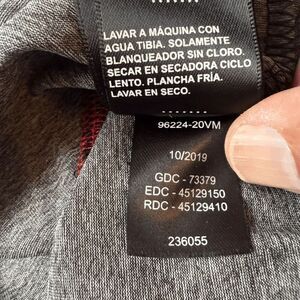 LAVAR A MÁQUINA CON
AGUA TIBIA. SOLAMENTE
BLANQUEADOR SIN CLORO.
SECAR EN SECADORA CICLO
LENTO. PLANCHA FRÍA.
LAVAR EN SECO.
96224-20VM
10/2019
GDC - 73379
EDC - 45129150
RDC - 45129410
236055